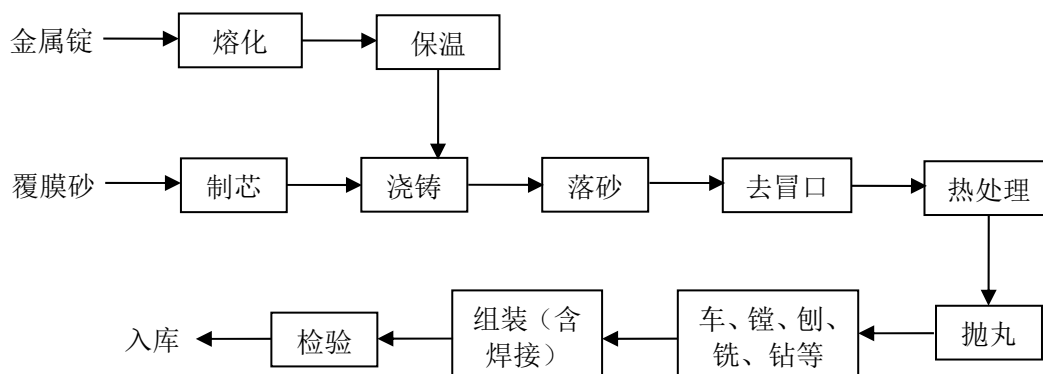 金属锭
熔化
保温
覆膜砂
制芯
浇铸
落砂
去冒口
热处理
抛丸
车、镗、刨、
铣、钻等
组装（含
焊接）
检验
入库